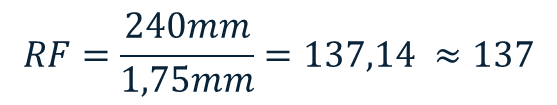 RF = 240mm / 1,75mm = 137,14 ≈ 137